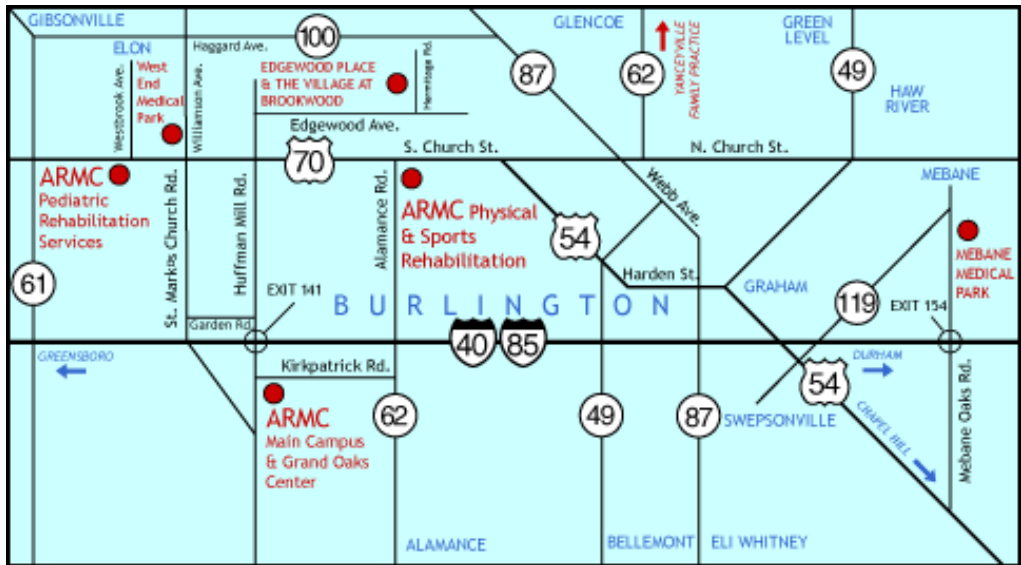 GIBSONVILLE
GLENCOE
GREEN
LEVEL
ELON
Haggard Ave.
100
87
62
YANCEYVILLE
FAMILY PRACTICE
49
HAW
RIVER
Westbrook Ave.
West
End
Medical
Park
Williamson Ave.
EDGEWOOD PLACE
& THE VILLAGE AT
BROOKWOOD
Hermitage Rd.
Edgewood Ave.
70
S. Church St.
N. Church St.
ARMC
Pediatric
Rehabilitation
Services
St. Marks Church Rd.
Huffman Mill Rd.
Alamance Rd.
ARMC Physical
& Sports
Rehabilitation
Webb Ave.
54
MEBANE
MEBANE
MEDICAL
PARK
61
Harden St.
GRAHAM
119
EXIT 141
EXIT 154
BURLINGTON
Garden Rd.
40
85
GREENSBORO
DURHAM
Kirkpatrick Rd.
54
ARMC
Main Campus
& Grand Oaks
Center
62
49
87
SWEPSONVILLE
CHAPEL HILL
Mebane Oaks Rd.
ALAMANCE
BELLEMONT
ELI WHITNEY